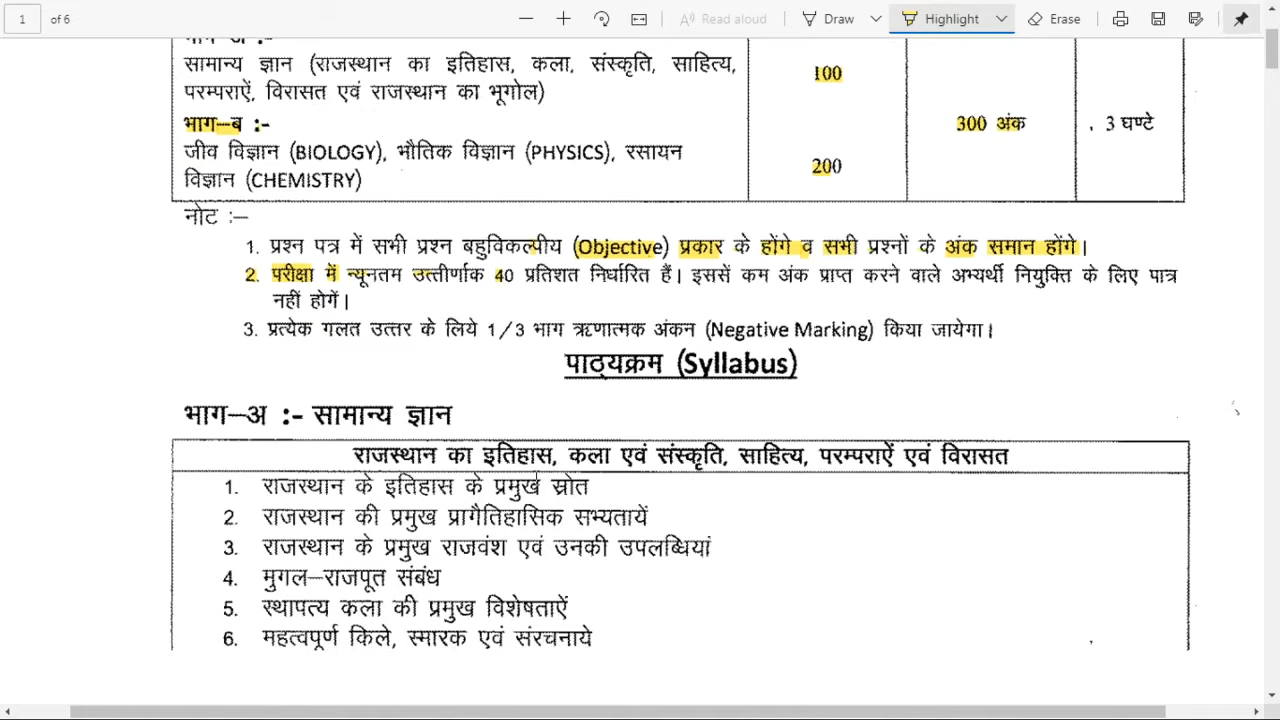 1 of 6 Read aloud Draw Highlight Erase
भाग–अ :-
सामान्य ज्ञान (राजस्थान का इतिहास, कला, संस्कृति, साहित्य, 100
परम्पराऐं, विरासत एवं राजस्थान का भूगोल)
भाग–ब :- 300 अंक 3 घण्टे
जीव विज्ञान (BIOLOGY), भौतिक विज्ञान (PHYSICS), रसायन 200
विज्ञान (CHEMISTRY)
नोट :–
1. प्रश्न पत्र में सभी प्रश्न बहुविकल्पीय (Objective) प्रकार के होंगे व सभी प्रश्नों के अंक समान होंगे।
2. परीक्षा में न्यूनतम उत्तीर्णांक 40 प्रतिशत निर्धारित हैं। इससें कम अंक प्राप्त करने वाले अभ्यर्थी नियुक्ति के लिए पात्र
नहीं होगें।
3. प्रत्येक गलत उत्तर के लिये 1/3 भाग ऋणात्मक अंकन (Negative Marking) किया जायेगा।
पाठ्यक्रम (Syllabus)
भाग–अ :- सामान्य ज्ञान
राजस्थान का इतिहास, कला एवं संस्कृति, साहित्य, परम्पराऐं एवं विरासत
1. राजस्थान के इतिहास के प्रमुख स्रोत
2. राजस्थान की प्रमुख प्रागैतिहासिक सभ्यतायें
3. राजस्थान के प्रमुख राजवंश एवं उनकी उपलब्धियां
4. मुगल–राजपूत संबंध
5. स्थापत्य कला की प्रमुख विशेषताऐं
6. महत्वपूर्ण किले, स्मारक एवं संरचनाये